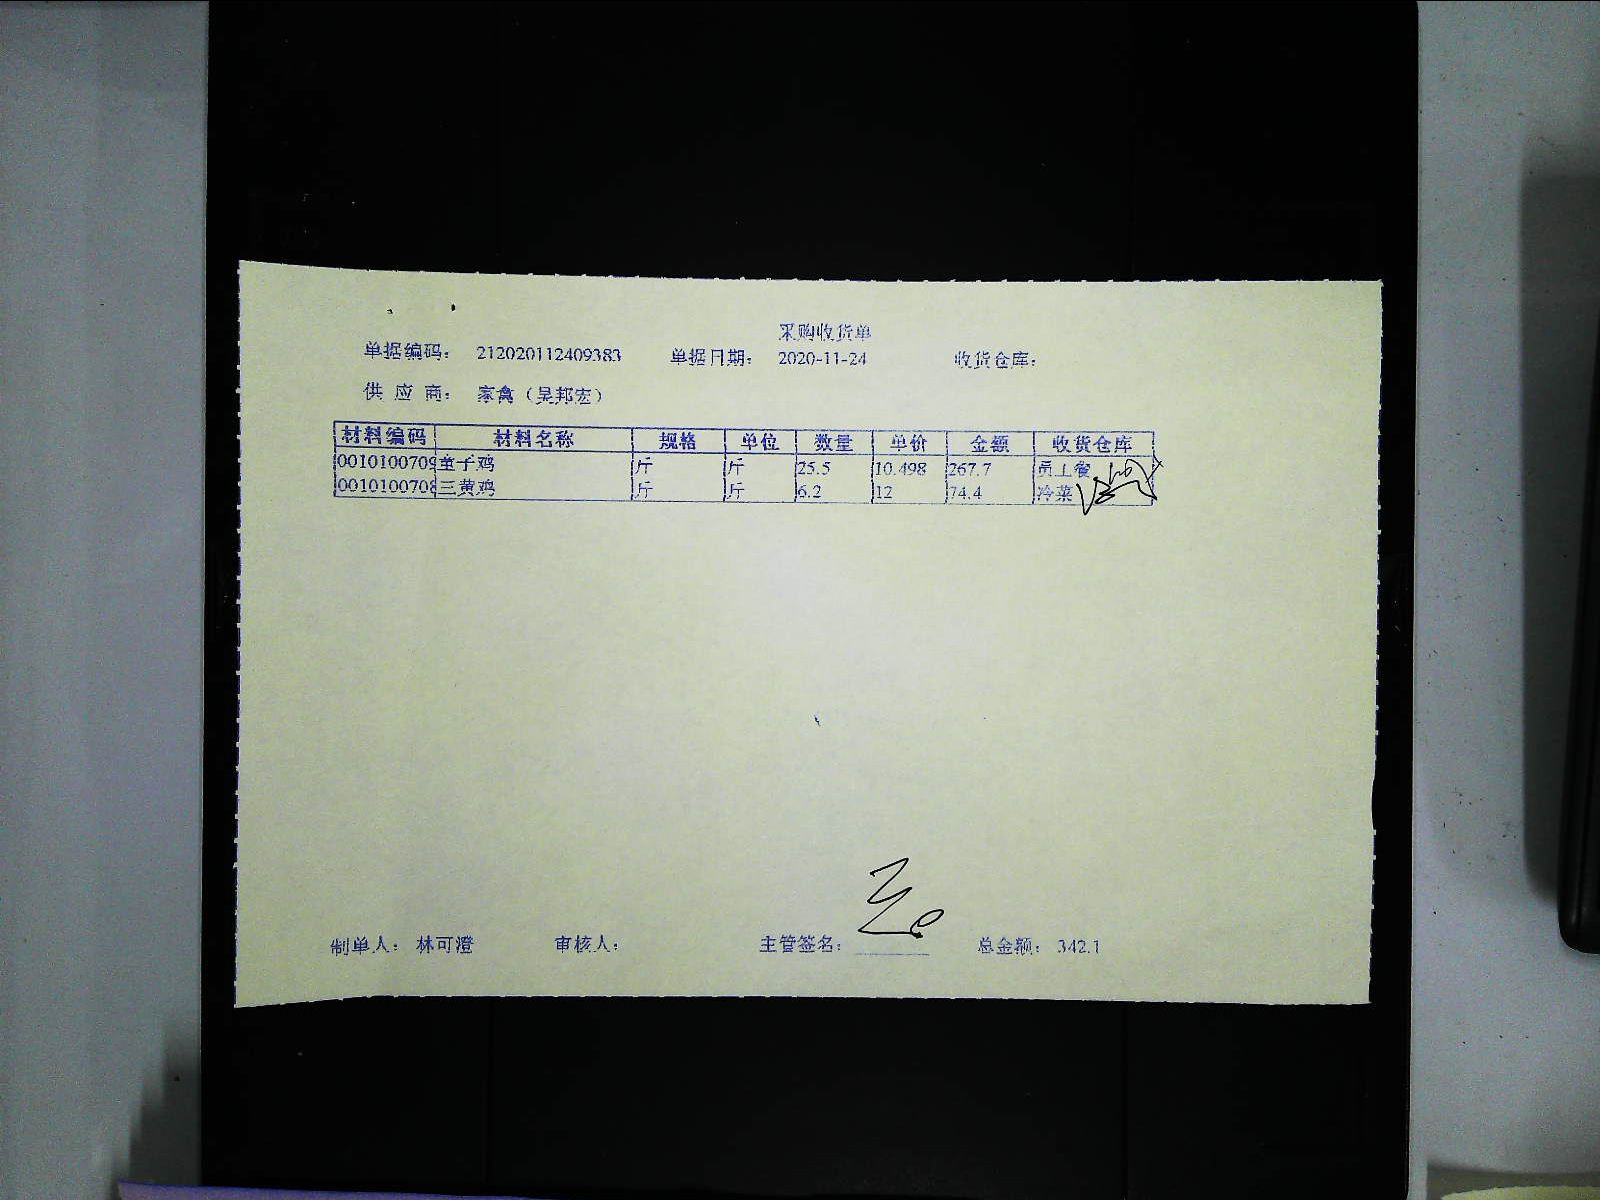 采购收货单
单据编码： 212020112409383 单据日期： 2020-11-24 收货仓库：
供 应 商： 家禽（吴邦宏）
材料编码 材料名称 规格 单位 数量 单价 金额 收货仓库
0010100709 童子鸡 斤 斤 25.5 10.498 267.7 员工餐
0010100708 三黄鸡 斤 斤 6.2 12 74.4 冷菜
制单人： 林可澄 审核人： 主管签名： 总金额： 342.1